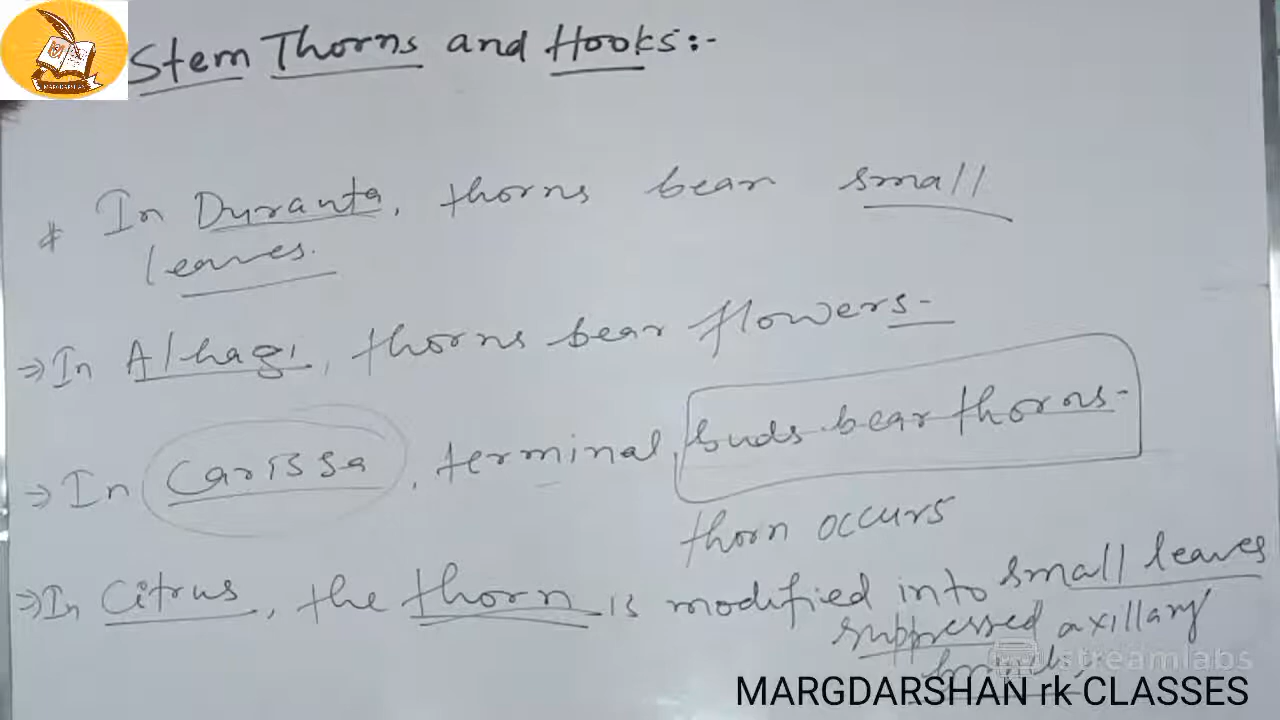 MARGDARSHAN
Stem Thorns and Hooks:-
* In Duranta, thorns bear small
leaves.
⇒ In Alhagi, thorns bear flowers-
⇒ In Carissa, terminal, buds bear thorns-
thorn occurs
⇒ In Citrus, the thorn is modified into small leaves
suppressed axillary
streamlabs
MARGDARSHAN rk CLASSES